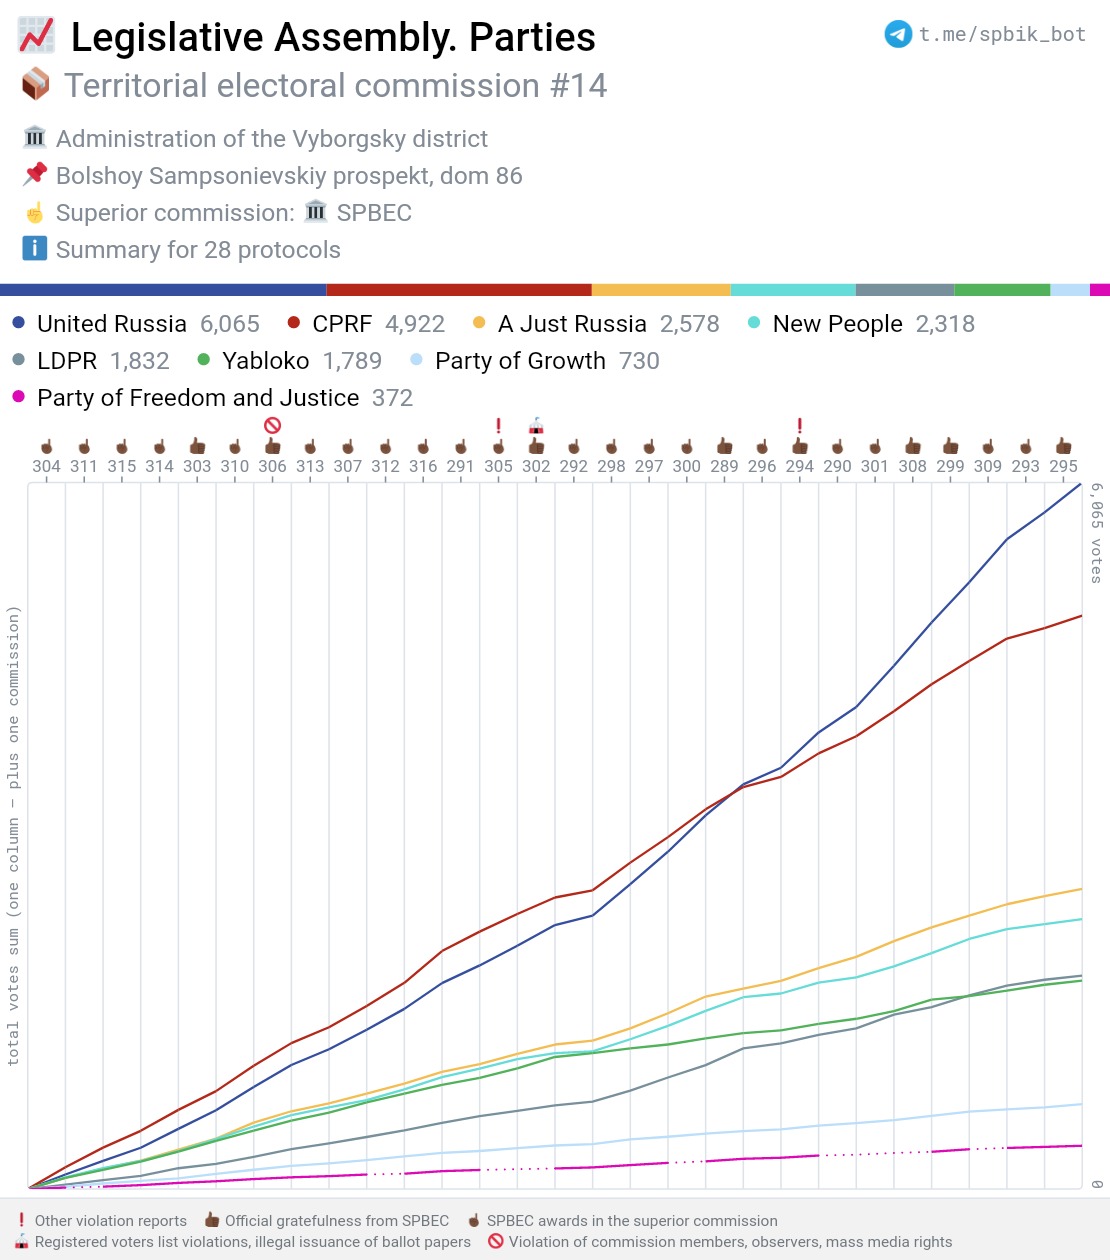 Legislative Assembly. Parties
t.me/spbik_bot
Territorial electoral commission #14
Administration of the Vyborgsky district
Bolshoy Sampsonievskiy prospekt, dom 86
Superior commission: SPBEC
Summary for 28 protocols
United Russia 6,065 CPRF 4,922 A Just Russia 2,578 New People 2,318
LDPR 1,832 Yabloko 1,789 Party of Growth 730
Party of Freedom and Justice 372
304 311 315 314 303 310 306 313 307 312 316 291 305 302 292 298 297 300 289 296 294 290 301 308 299 309 293 295
6,065 votes
total votes sum (one column — plus one commission)
0
Other violation reports Official gratefulness from SPBEC SPBEC awards in the superior commission
Registered voters list violations, illegal issuance of ballot papers Violation of commission members, observers, mass media rights